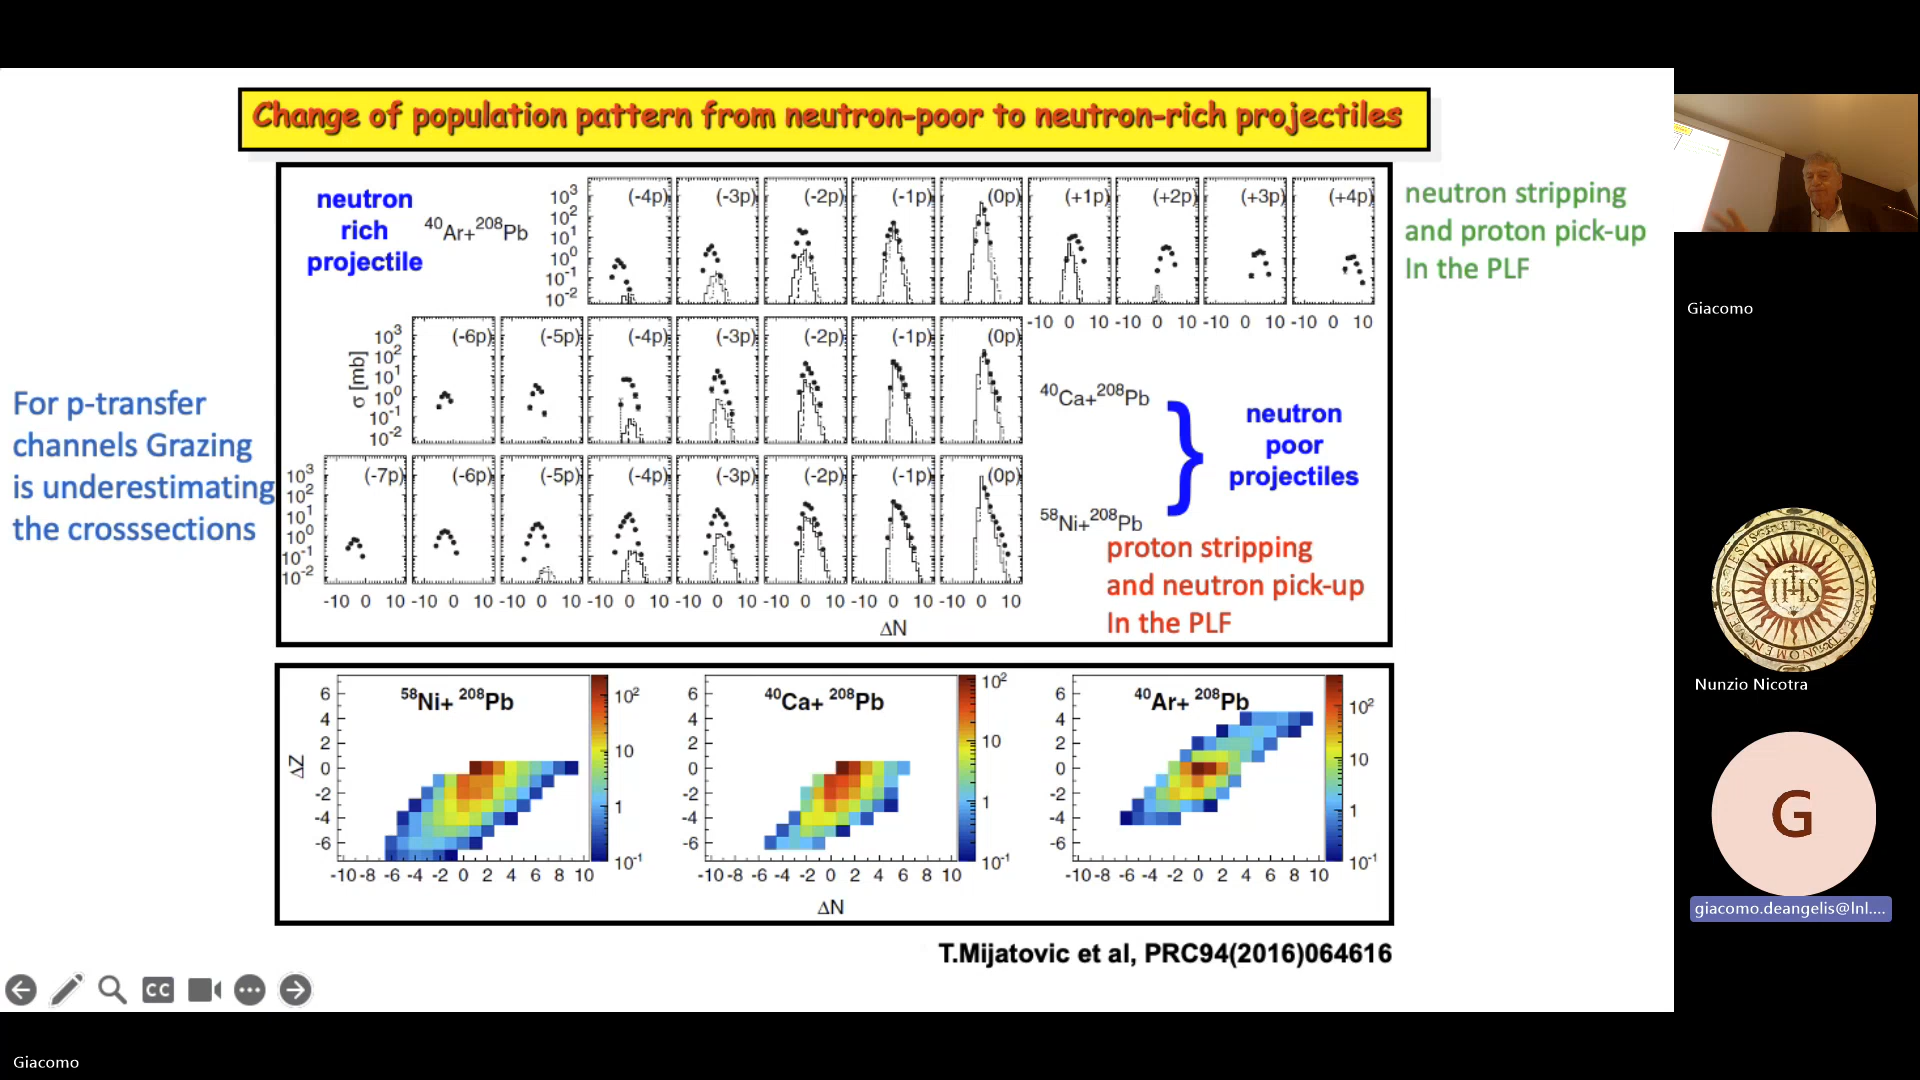 Change of population pattern from neutron-poor to neutron-rich projectiles
neutron
rich
projectile
40Ar+208Pb
10³
10²
10¹
10⁰
10⁻¹
10⁻²
(-4p) (-3p) (-2p) (-1p) (0p) (+1p) (+2p) (+3p) (+4p)
-10 0 10 -10 0 10 -10 0 10 -10 0 10
neutron stripping
and proton pick-up
In the PLF
σ [mb]
10³
10²
10¹
10⁰
10⁻¹
10⁻²
(-6p) (-5p) (-4p) (-3p) (-2p) (-1p) (0p)
40Ca+208Pb
neutron
poor
projectiles
}
For p-transfer
channels Grazing
is underestimating
the crosssections
10³
10²
10¹
10⁰
10⁻¹
10⁻²
(-7p) (-6p) (-5p) (-4p) (-3p) (-2p) (-1p) (0p)
58Ni+208Pb
proton stripping
and neutron pick-up
In the PLF
-10 0 10 -10 0 10 -10 0 10 -10 0 10 -10 0 10 -10 0 10 -10 0 10 -10 0 10
ΔN
58Ni+ 208Pb
ΔZ
6
4
2
0
-2
-4
-6
10²
10
1
10⁻¹
-10 -8 -6 -4 -2 0 2 4 6 8 10
40Ca+ 208Pb
6
4
2
0
-2
-4
-6
10²
10
1
10⁻¹
-10 -8 -6 -4 -2 0 2 4 6 8 10
40Ar+ 208Pb
6
4
2
0
-2
-4
-6
10²
10
1
10⁻¹
-10 -8 -6 -4 -2 0 2 4 6 8 10
ΔN
T.Mijatovic et al, PRC94(2016)064616
CC
Giacomo
Giacomo
IHS
Nunzio Nicotra
G
giacomo.deangelis@lnl....